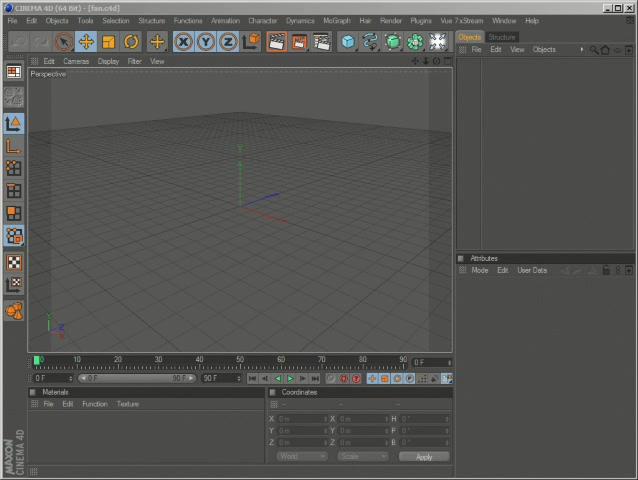 CINEMA 4D (64 Bit) - [fan.c4d]
File Edit Objects Tools Selection Structure Functions Animation Character Dynamics MoGraph Hair Render Plugins Vue 7xStream Window Help
X Y Z
Objects Structure
File Edit View Objects
Edit Cameras Display Filter View
Perspective
Y
Y
Z
X
Attributes
Mode Edit User Data
0 10 20 30 40 50 60 70 80 90 0 F
0 F 0 F 90 F 90 F
Materials
File Edit Function Texture
Coordinates
X 0 m X 0 m H 0 °
Y 0 m Y 0 m P 0 °
Z 0 m Z 0 m B 0 °
World Scale Apply
MAXON
CINEMA 4D